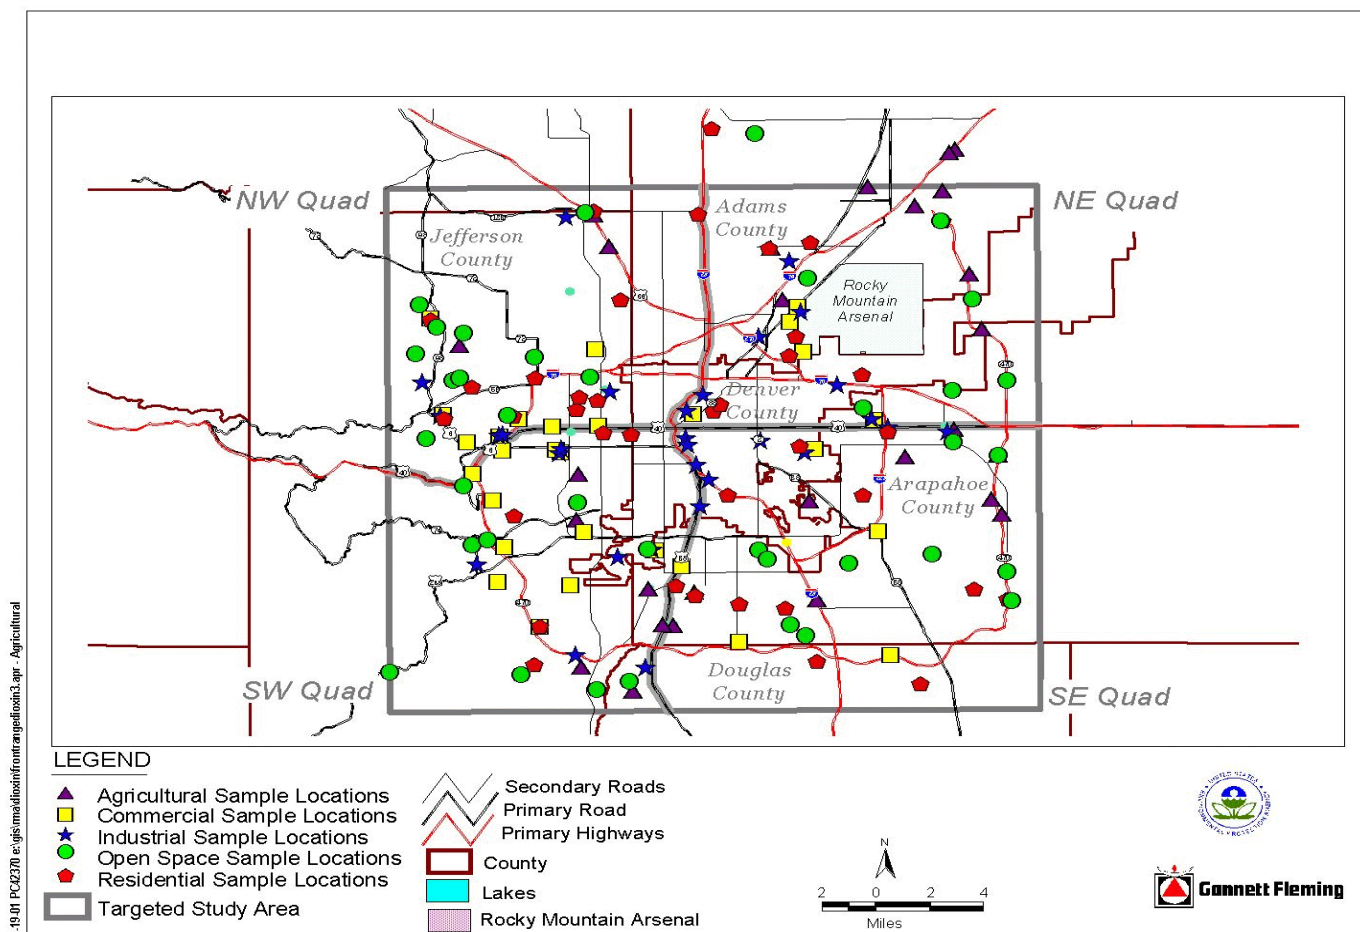 NW Quad
NE Quad
Adams
County
Jefferson
County
Rocky
Mountain
Arsenal
Denver
County
Arapahoe
County
Douglas
County
SW Quad
SE Quad
LEGEND
Agricultural Sample Locations
Commercial Sample Locations
Industrial Sample Locations
Open Space Sample Locations
Residential Sample Locations
Targeted Study Area
Secondary Roads
Primary Road
Primary Highways
County
Lakes
Rocky Mountain Arsenal
N
2 0 2 4
Miles
Gannett Fleming